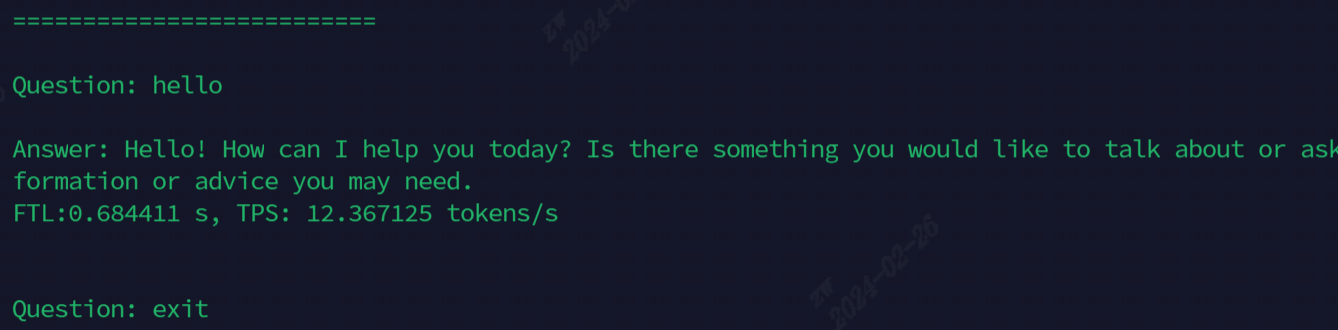 ===========================
Question: hello
Answer: Hello! How can I help you today? Is there something you would like to talk about or ask
formation or advice you may need.
FTL:0.684411 s, TPS: 12.367125 tokens/s
Question: exit
zw
2024-02-26